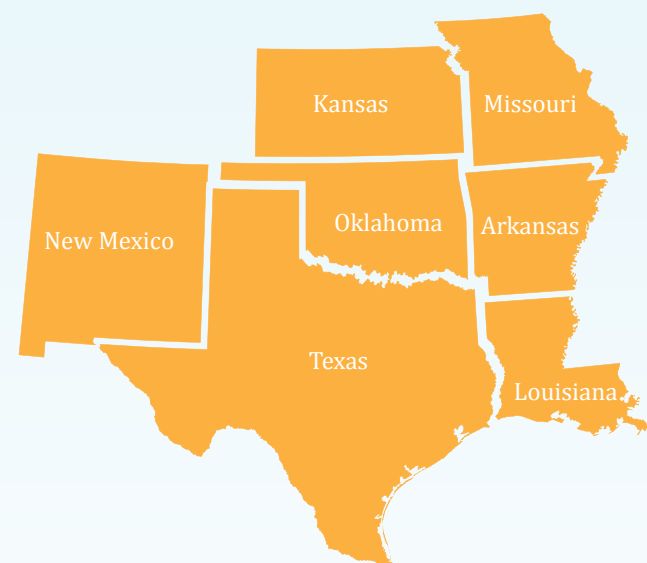 Kansas
Missouri
New Mexico
Oklahoma
Arkansas
Texas
Louisiana